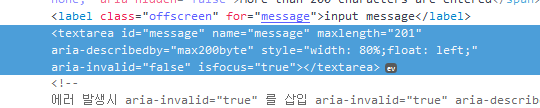 none; aria-hidden="false">More than 200 characters are entered</span>
<label class="offscreen" for="message">input message</label>
<textarea id="message" name="message" maxlength="201"
aria-describedby="max200byte" style="width: 80%;float: left;"
aria-invalid="false" isfocus="true"></textarea> ev
<!--
에러 발생시 aria-invalid="true" 를 삽입 aria-invalid="true" aria-describ